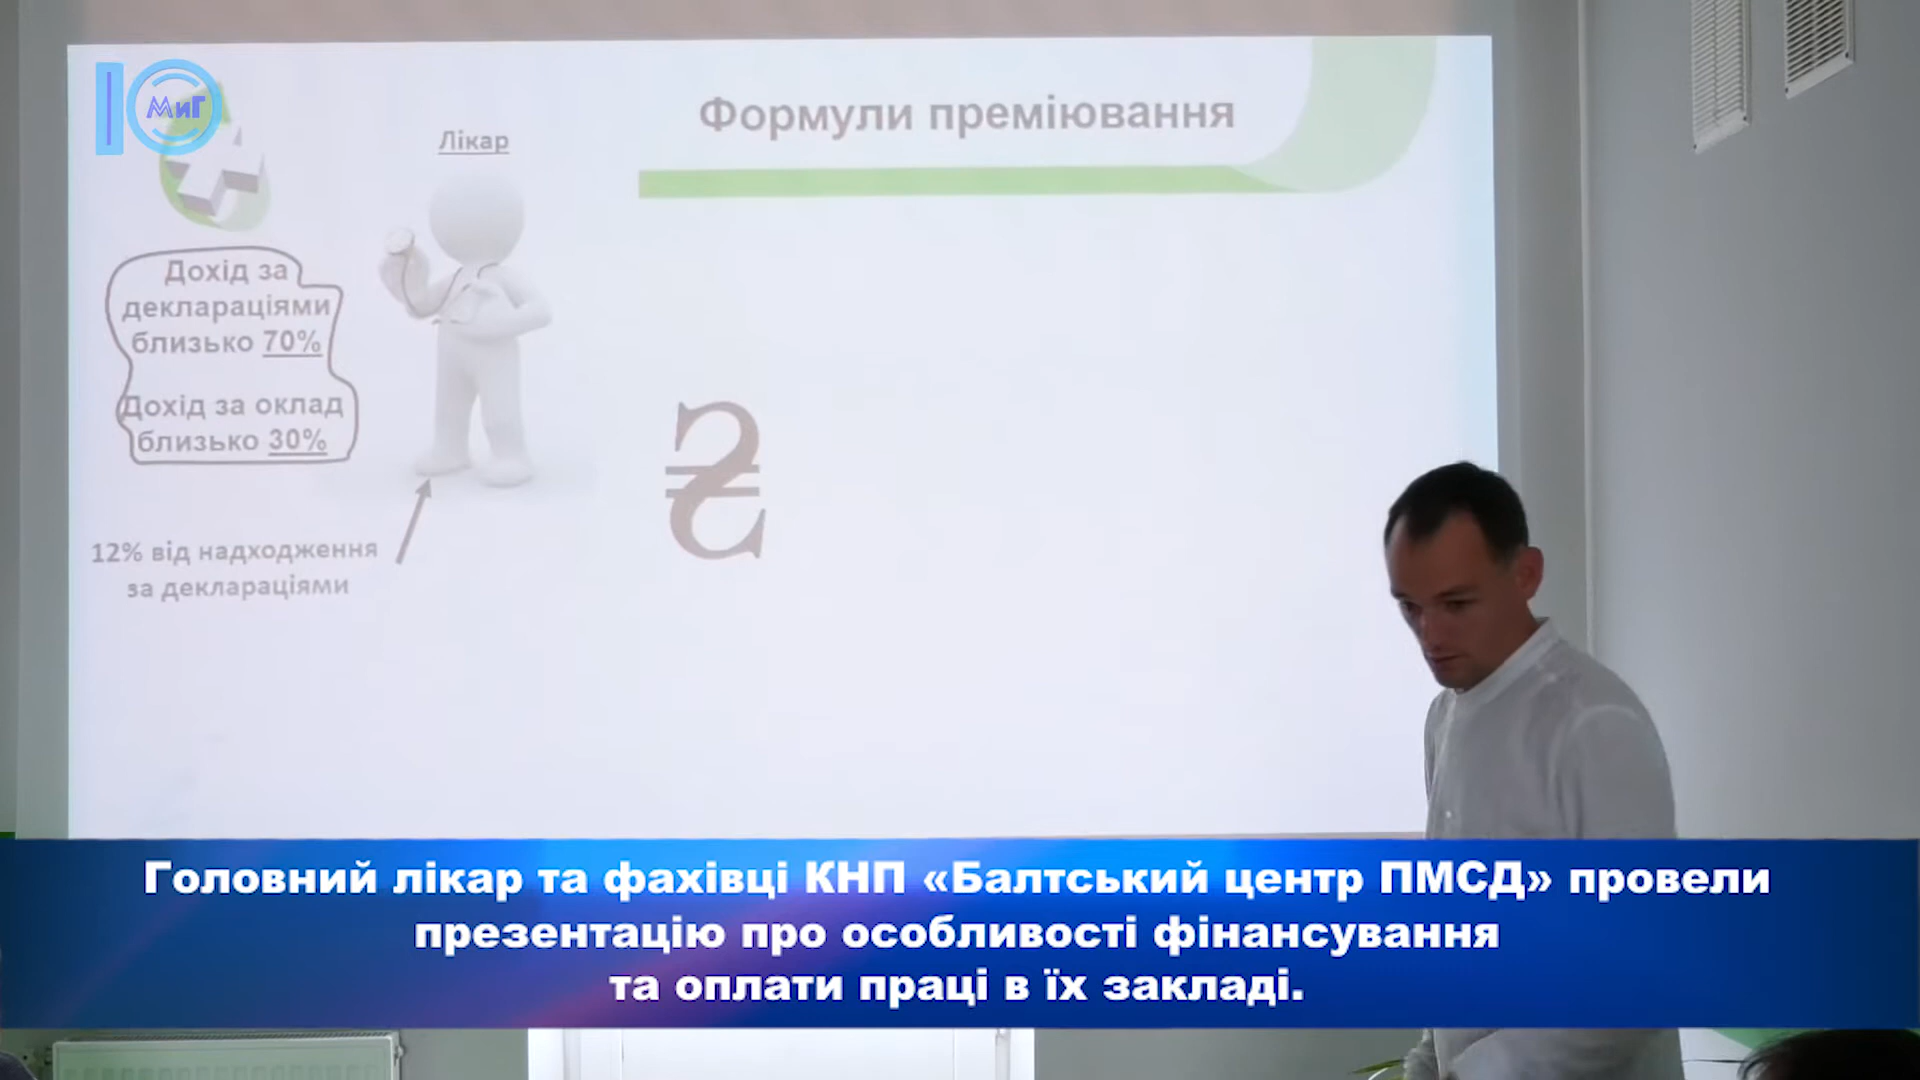 МиГ
Формули преміювання
Лікар
Дохід за
деклараціями
близько 70%
Дохід за оклад
близько 30%
12% від надходження
за деклараціями
₴
Головний лікар та фахівці КНП «Балтський центр ПМСД» провели
презентацію про особливості фінансування
та оплати праці в їх закладі.